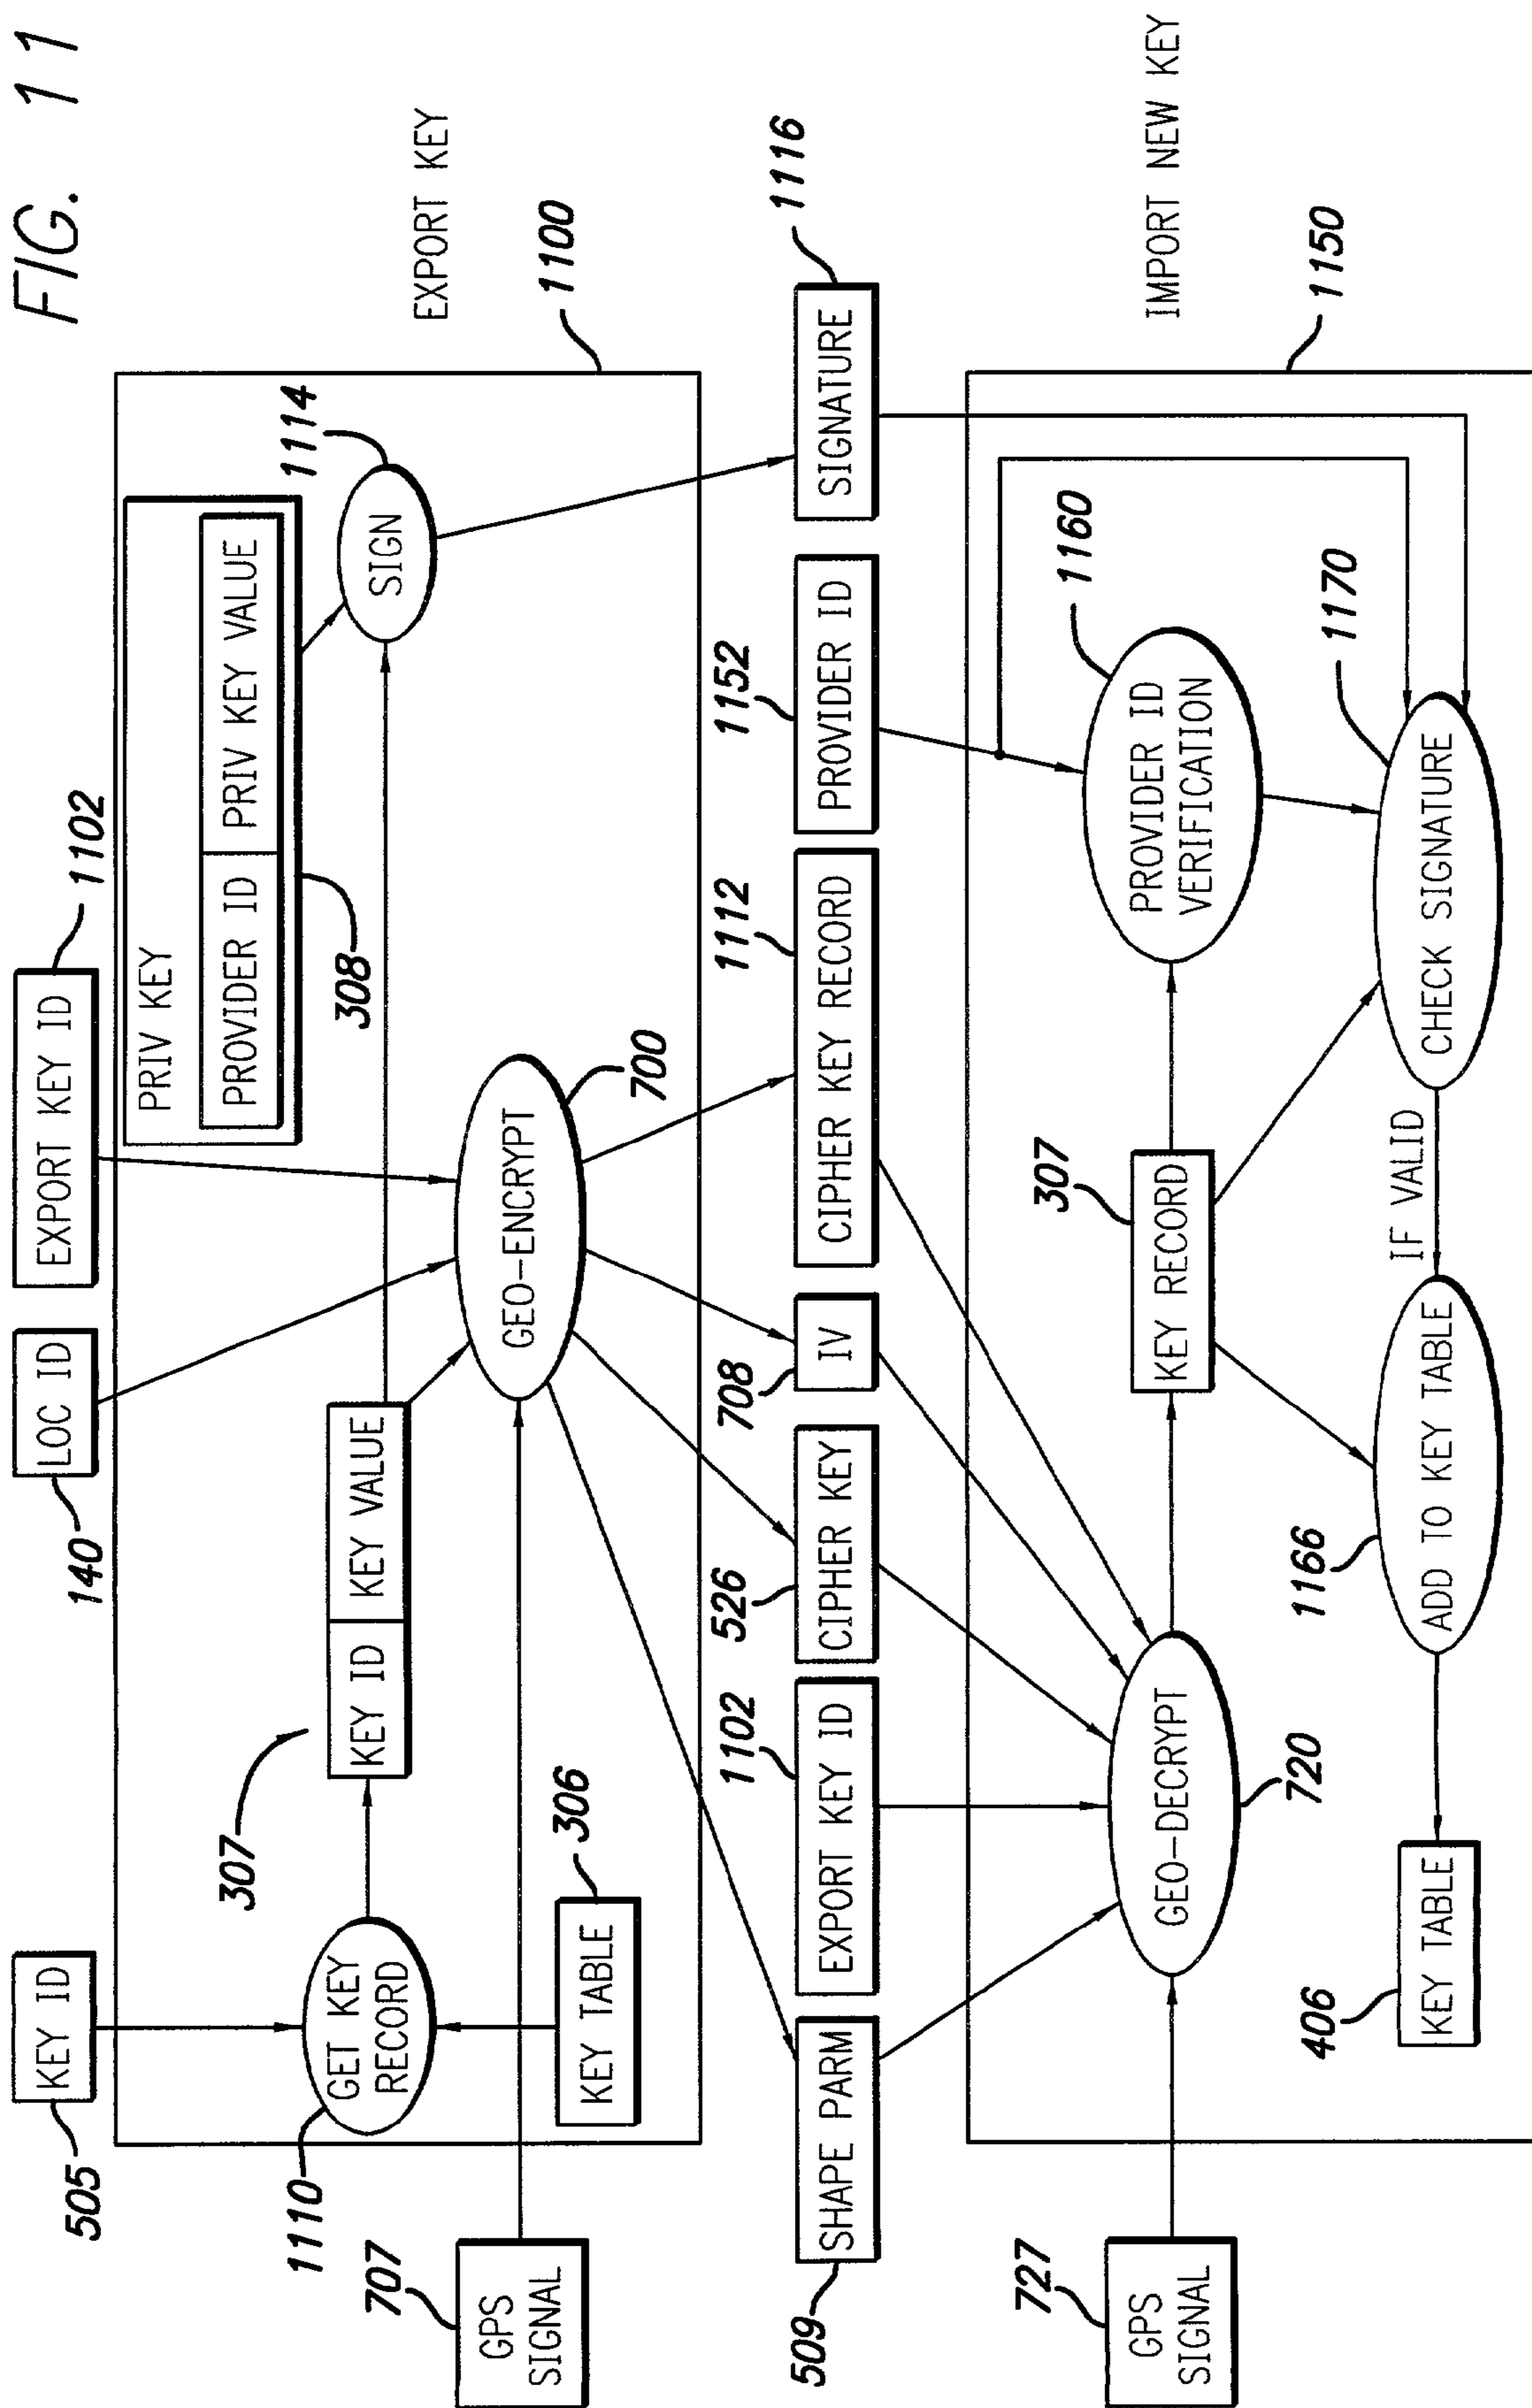 FIG. 11
505
KEY ID
140
LOC ID
EXPORT KEY ID
1102
EXPORT KEY
1100
PRIV KEY
PROVIDER ID
PRIV KEY VALUE
308
1114
SIGN
307
KEY ID
KEY VALUE
1110
GET KEY
RECORD
306
KEY TABLE
GEO-ENCRYPT
700
707
GPS
SIGNAL
509
SHAPE PARM
1102
EXPORT KEY ID
526
CIPHER KEY
708
IV
1112
CIPHER KEY RECORD
1152
PROVIDER ID
SIGNATURE
1116
IMPORT NEW KEY
1150
727
GPS
SIGNAL
GEO-DECRYPT
720
307
KEY RECORD
PROVIDER ID
VERIFICATION
1160
406
KEY TABLE
1166
ADD TO KEY TABLE
IF VALID
CHECK SIGNATURE
1170